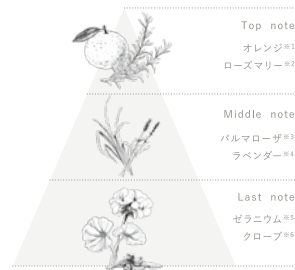 Top note
オレンジ※1
ローズマリー※2
Middle note
パルマローザ※3
ラベンダー※4
Last note
ゼラニウム※5
クローブ※6